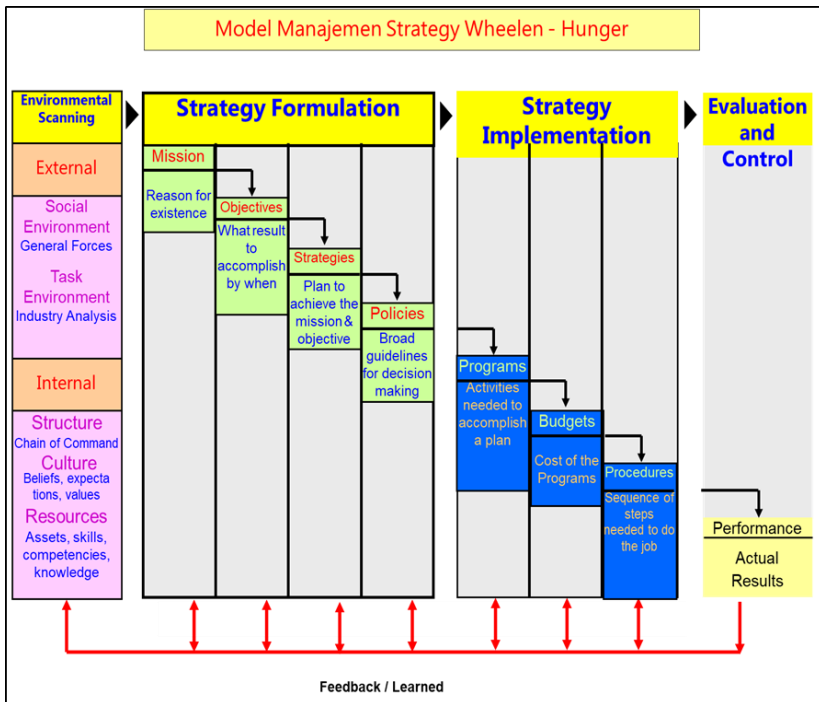 Model Manajemen Strategy Wheelen - Hunger
Environmental
Scanning
External
Social
Environment
General Forces
Task
Environment
Industry Analysis
Internal
Structure
Chain of Command
Culture
Beliefs, expecta
tions, values
Resources
Assets, skills,
competencies,
knowledge
Strategy Formulation
Mission
Reason for
existence
Objectives
What result
to
accomplish
by when
Strategies
Plan to
achieve the
mission &
objective
Policies
Broad
guidelines
for decision
making
Strategy
Implementation
Programs
Activities
needed to
accomplish
a plan
Budgets
Cost of the
Programs
Procedures
Sequence of
steps
needed to do
the job
Evaluation
and
Control
Performance
Actual
Results
Feedback / Learned